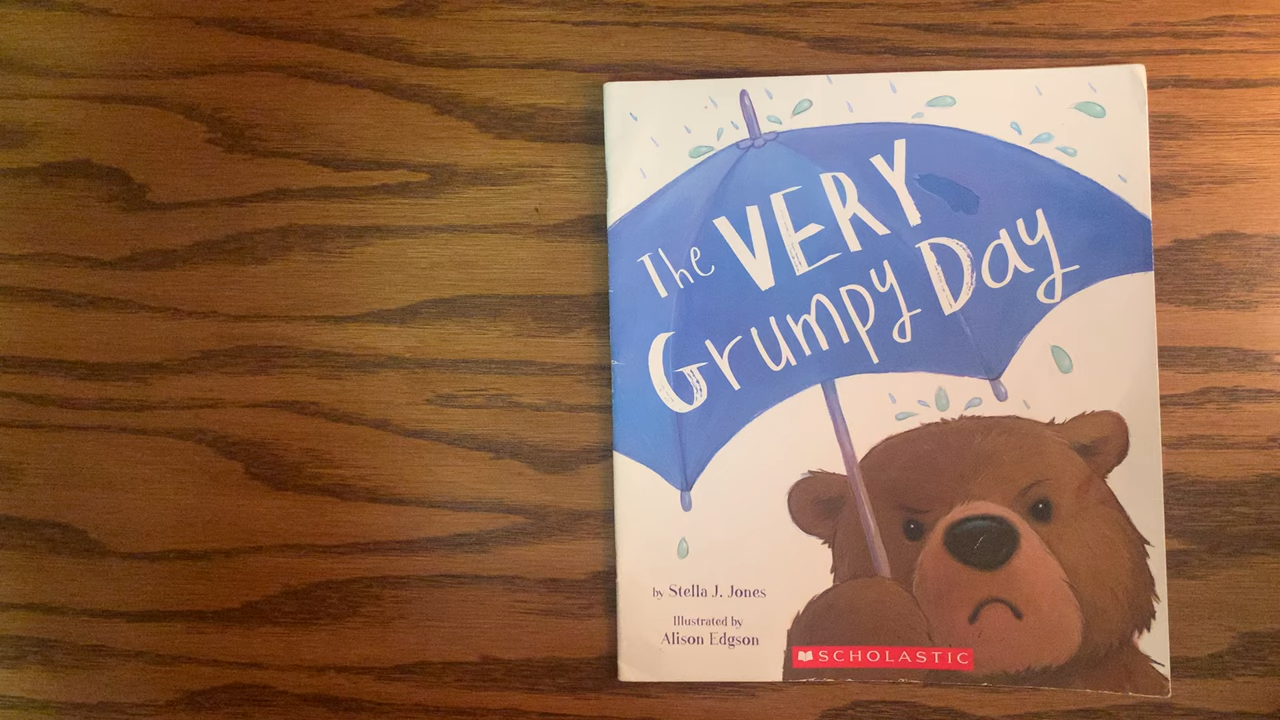 The VERY
Grumpy Day
by Stella J. Jones
Illustrated by
Alison Edgson
SCHOLASTIC